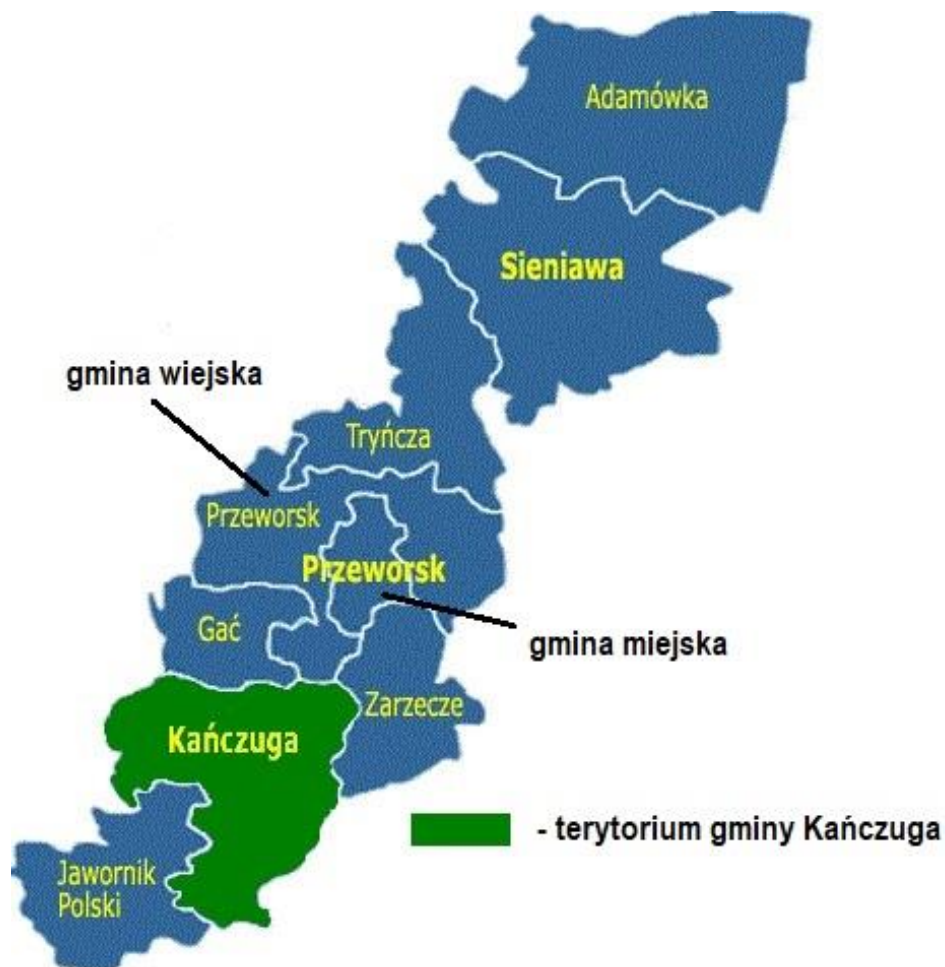 Adamówka
Sieniawa
gmina wiejska
Tryńcza
Przeworsk
Przeworsk
Gać
gmina miejska
Zarzecze
Kańczuga
- terytorium gminy Kańczuga
Jawornik
Polski